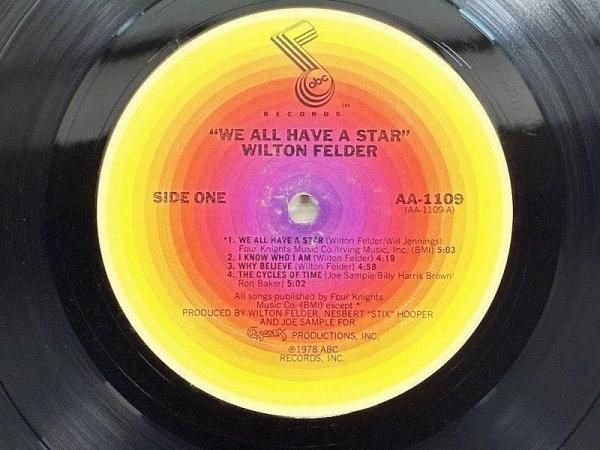 abc
RECORDS
TM
"WE ALL HAVE A STAR"
WILTON FELDER
SIDE ONE
AA-1109
(AA-1109-A)
*1. WE ALL HAVE A STAR (Wilton Felder/Will Jennings)
Four Knights Music Co./Irving Music, Inc. (BMI) 5:03
2. I KNOW WHO I AM (Wilton Felder) 4:19
3. WHY BELIEVE (Wilton Felder) 4:58
4. THE CYCLES OF TIME (Joe Sample/Billy Harris Brown/
Ron Baker) 5:02
All songs published by Four Knights
Music Co. (BMI) except *
PRODUCED BY WILTON FELDER, NESBERT "STIX" HOOPER
AND JOE SAMPLE FOR
Crusaders PRODUCTIONS, INC.
℗1978 ABC
RECORDS, INC.